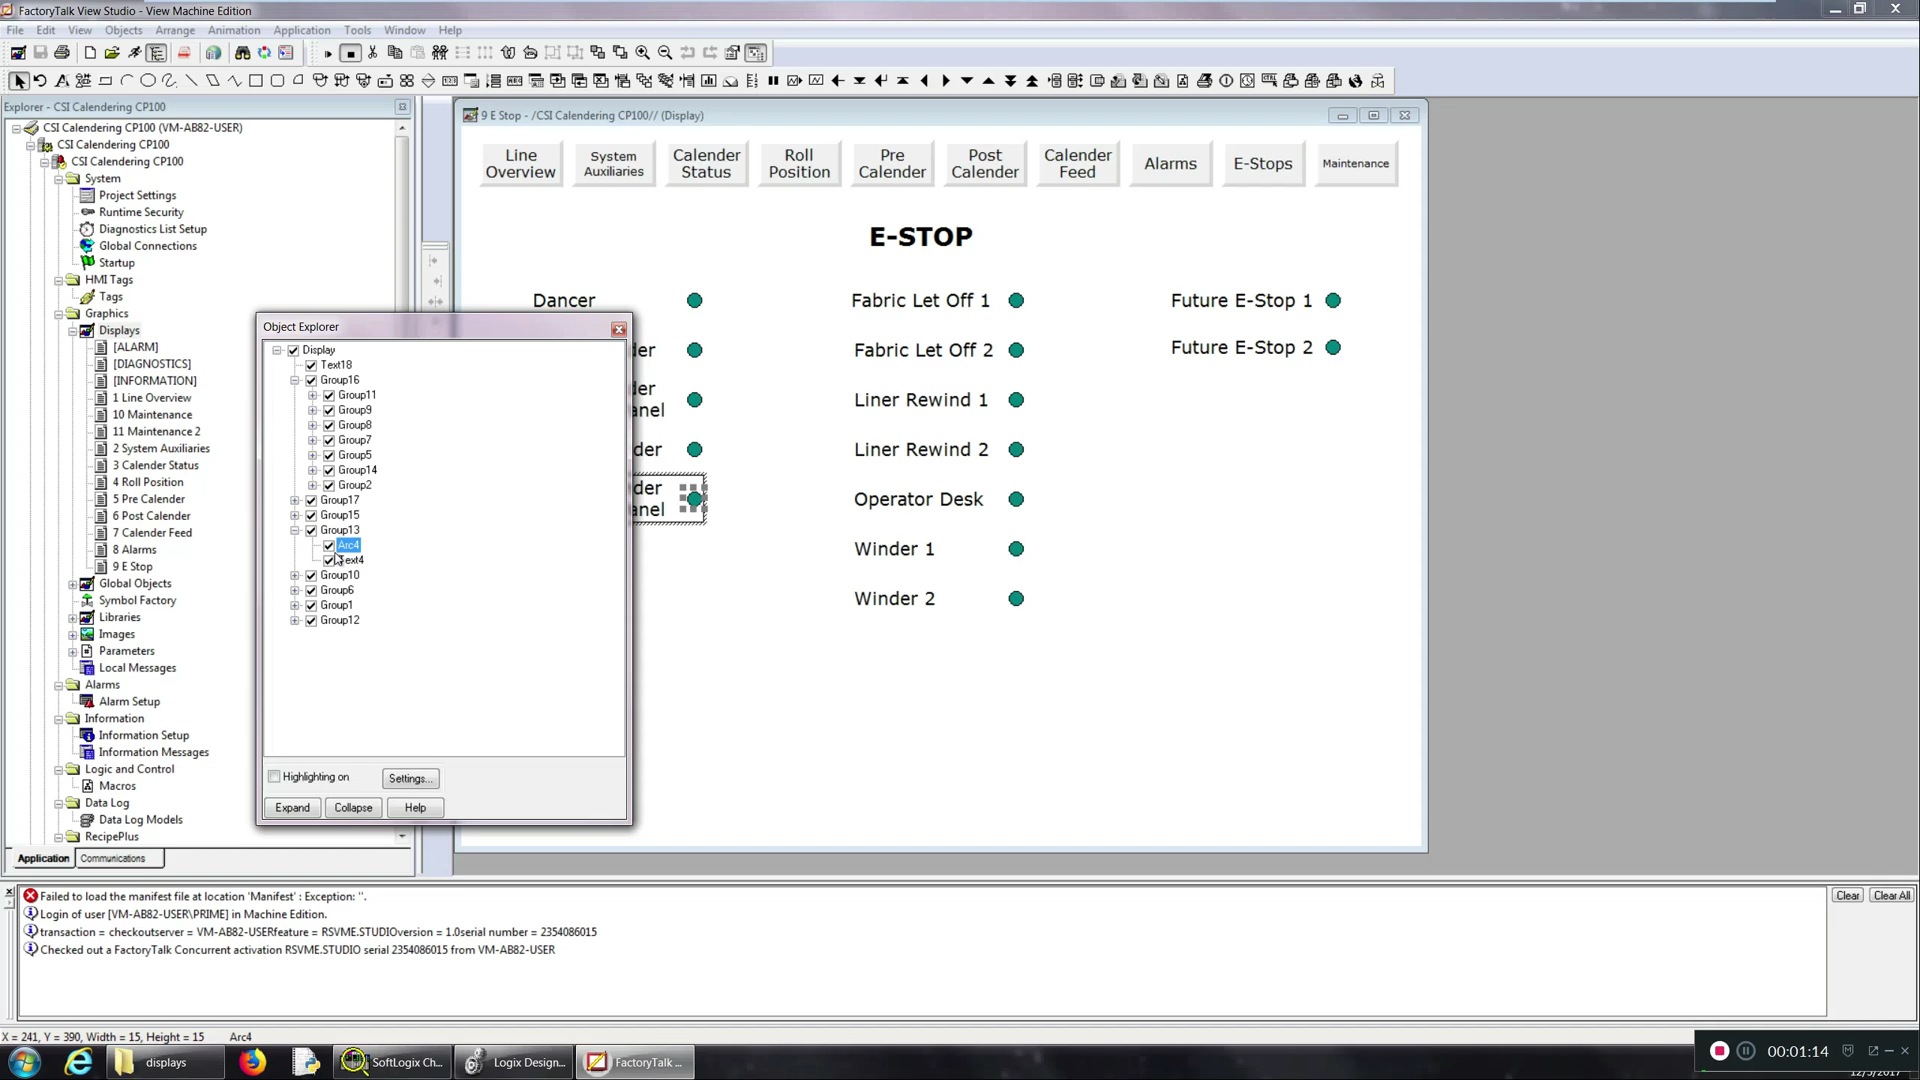 FactoryTalk View Studio - View Machine Edition
File Edit View Objects Arrange Animation Application Tools Window Help
Explorer - CSI Calendering CP100
CSI Calendering CP100 (VM-AB82-USER)
CSI Calendering CP100
CSI Calendering CP100
System
Project Settings
Runtime Security
Diagnostics List Setup
Global Connections
Startup
HMI Tags
Tags
Graphics
Displays
[ALARM]
[DIAGNOSTICS]
[INFORMATION]
1 Line Overview
10 Maintenance
11 Maintenance 2
2 System Auxiliaries
3 Calender Status
4 Roll Position
5 Pre Calender
6 Post Calender
7 Calender Feed
8 Alarms
9 E Stop
Global Objects
Symbol Factory
Libraries
Images
Parameters
Local Messages
Alarms
Alarm Setup
Information
Information Setup
Information Messages
Logic and Control
Macros
Data Log
Data Log Models
RecipePlus
Application Communications
9 E Stop - /CSI Calendering CP100// (Display)
Line Overview
System Auxiliaries
Calender Status
Roll Position
Pre Calender
Post Calender
Calender Feed
Alarms
E-Stops
Maintenance
E-STOP
Dancer
der
der
anel
der
der
anel
Fabric Let Off 1
Fabric Let Off 2
Liner Rewind 1
Liner Rewind 2
Operator Desk
Winder 1
Winder 2
Future E-Stop 1
Future E-Stop 2
Object Explorer
Display
Text18
Group16
Group11
Group9
Group8
Group7
Group5
Group14
Group2
Group17
Group15
Group13
Arc4
Text4
Group10
Group6
Group1
Group12
Highlighting on
Settings...
Expand Collapse Help
Failed to load the manifest file at location 'Manifest' : Exception: ''.
Login of user [VM-AB82-USER\PRIME] in Machine Edition.
transaction = checkoutserver = VM-AB82-USERfeature = RSVME.STUDIOversion = 1.0serial number = 2354086015
Checked out a FactoryTalk Concurrent activation RSVME.STUDIO serial 2354086015 from VM-AB82-USER
Clear Clear All
X = 241, Y = 390, Width = 15, Height = 15 Arc4
displays
SoftLogix Ch...
Logix Design...
FactoryTalk ...
00:01:14